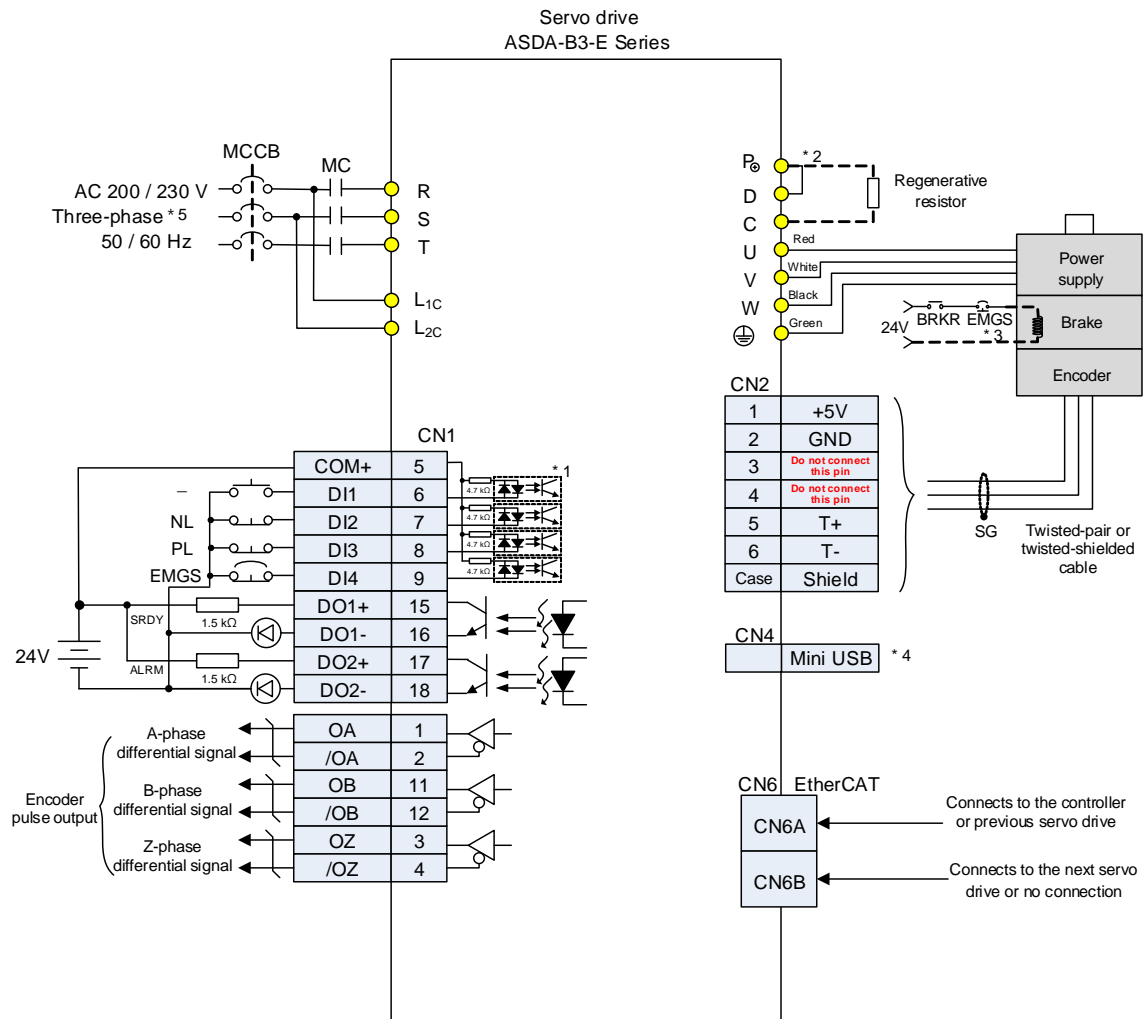 Servo drive
ASDA-B3-E Series
MCCB
MC
AC 200 / 230 V
Three-phase * 5
50 / 60 Hz
R
S
T
L1C
L2C
P⊕
* 2
D
C
Regenerative
resistor
U
Red
V
White
W
Black
Green
Power
supply
24V
BRKR
EMGS
* 3
Brake
Encoder
CN2
1 +5V
2 GND
3 Do not connect
this pin
4 Do not connect
this pin
5 T+
6 T-
Case Shield
SG
Twisted-pair or
twisted-shielded
cable
CN1
* 1
COM+ 5
– DI1 6
NL DI2 7
PL DI3 8
EMGS DI4 9
4.7 kΩ
4.7 kΩ
4.7 kΩ
4.7 kΩ
DO1+ 15
SRDY
1.5 kΩ
DO1- 16
24V
DO2+ 17
ALRM
1.5 kΩ
DO2- 18
CN4
Mini USB * 4
Encoder
pulse output
A-phase
differential signal
OA 1
/OA 2
B-phase
differential signal
OB 11
/OB 12
Z-phase
differential signal
OZ 3
/OZ 4
CN6 EtherCAT
CN6A
Connects to the controller
or previous servo drive
CN6B
Connects to the next servo
drive or no connection